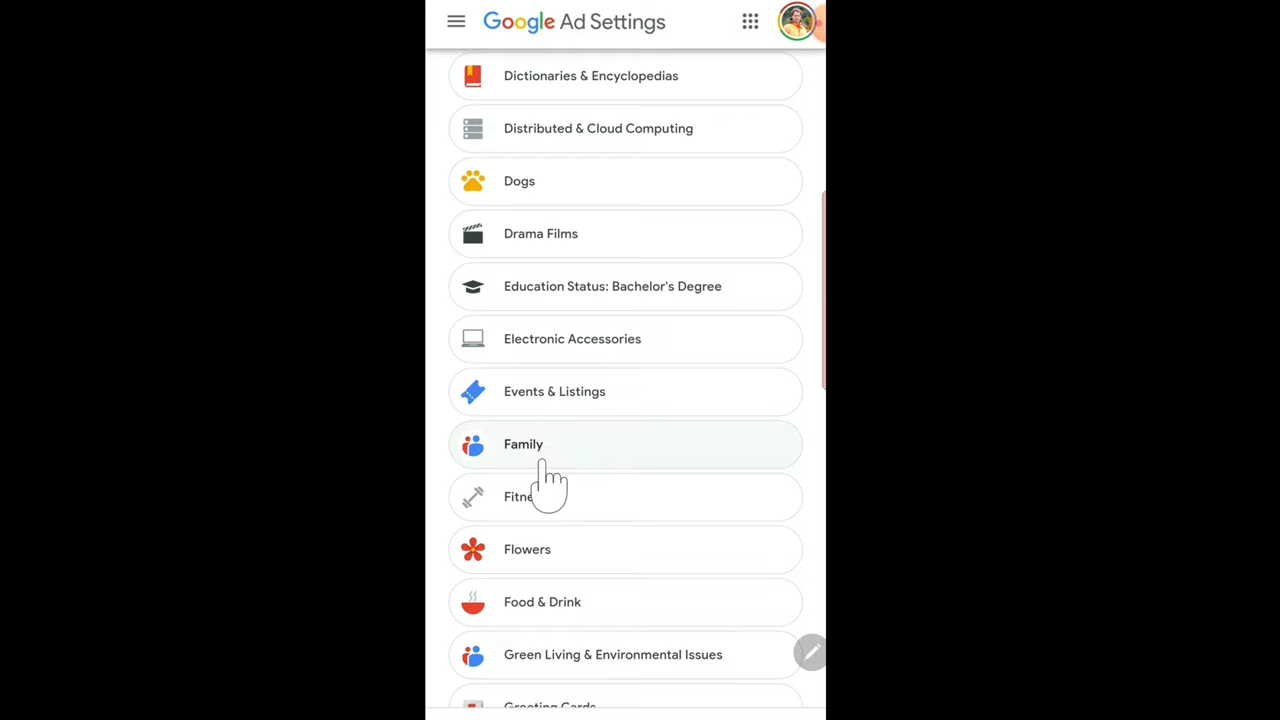 Google Ad Settings
Dictionaries & Encyclopedias
Distributed & Cloud Computing
Dogs
Drama Films
Education Status: Bachelor's Degree
Electronic Accessories
Events & Listings
Family
Flowers
Food & Drink
Green Living & Environmental Issues
Greeting Cards